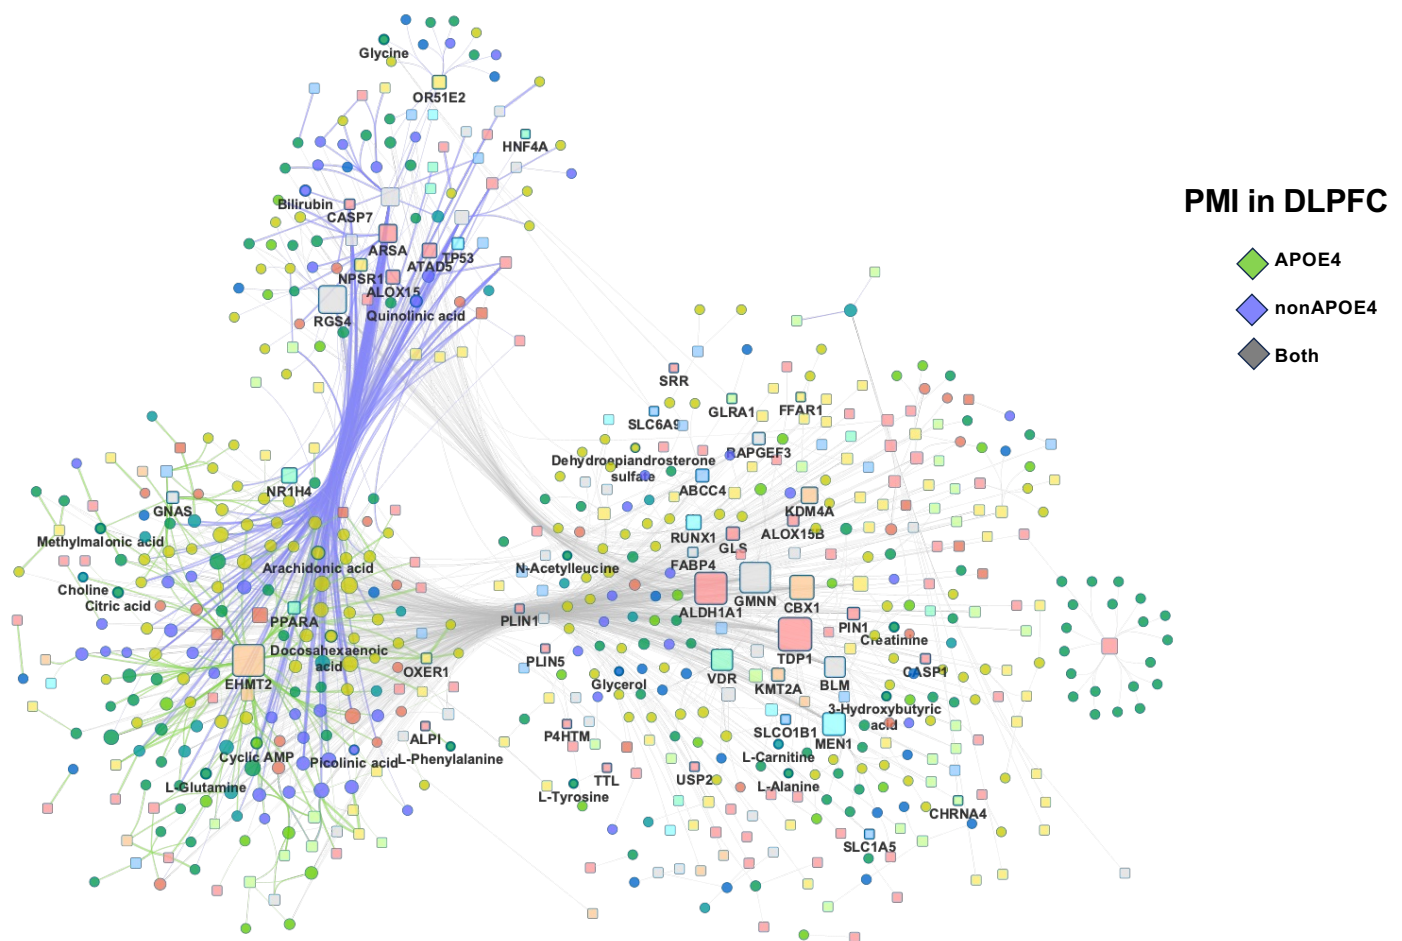 Glycine
OR51E2
HNF4A
Bilirubin
CASP7
ARSA
ATAD5
TP53
NPSR1
ALOX15
RGS4
Quinolinic acid
PMI in DLPFC
APOE4
nonAPOE4
Both
SRR
SLC6A9
GLRA1
FFAR1
RAPGEF3
Dehydroepiandrosterone
sulfate
ABCC4
NR1H4
GNAS
KDM4A
ALOX15B
RUNX1
GLS
Methylmalonic acid
Arachidonic acid
N-Acetylleucine
FABP4
Choline
Citric acid
ALDH1A1
GMNN
CBX1
PPARA
PLIN1
PIN1
Creatinine
Docosahexaenoic
acid
TDP1
EHMT2
OXER1
PLIN5
Glycerol
VDR
KMT2A
BLM
CASP1
3-Hydroxybutyric
acid
ALPI
P4HTM
SLCO1B1
MEN1
Cyclic AMP
Picolinic acid
L-Phenylalanine
L-Carnitine
L-Glutamine
TTL
USP2
L-Tyrosine
L-Alanine
CHRNA4
SLC1A5